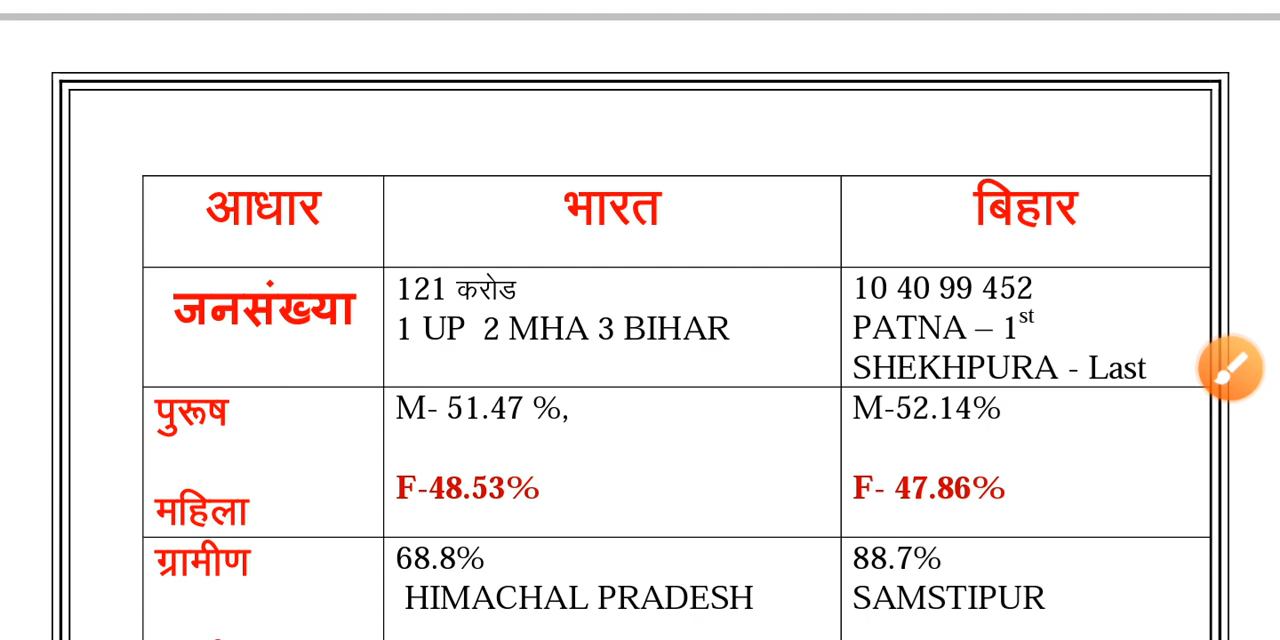 आधार भारत बिहार
जनसंख्या
121 करोड
1 UP 2 MHA 3 BIHAR
10 40 99 452
PATNA – 1st
SHEKHPURA - Last
पुरूष
महिला
M- 51.47 %,
F-48.53%
M-52.14%
F- 47.86%
ग्रामीण
68.8%
HIMACHAL PRADESH
88.7%
SAMSTIPUR